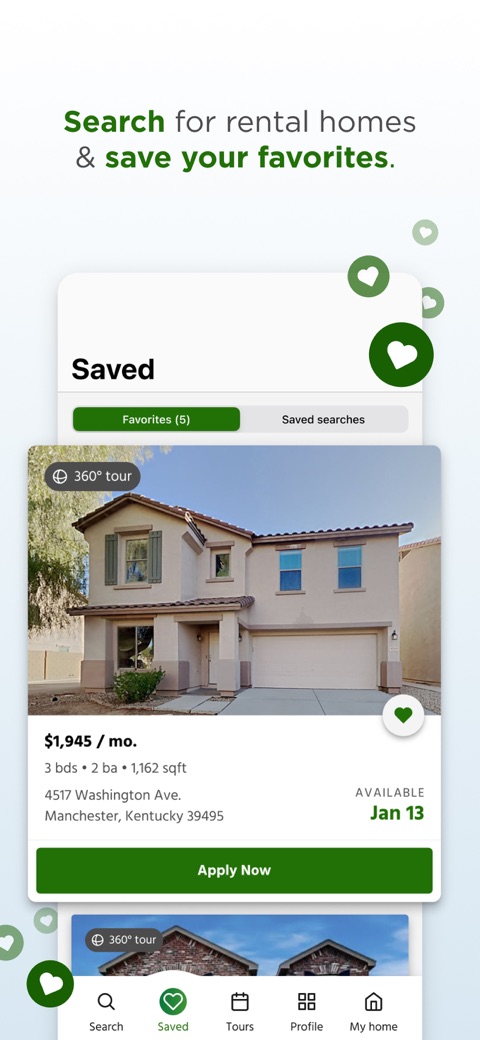 Search for rental homes
& save your favorites.
Saved
Favorites (5)
Saved searches
360° tour
$1,945 / mo.
3 bds • 2 ba • 1,162 sqft
4517 Washington Ave.
Manchester, Kentucky 39495
AVAILABLE
Jan 13
Apply Now
360° tour
Search
Saved
Tours
Profile
My home